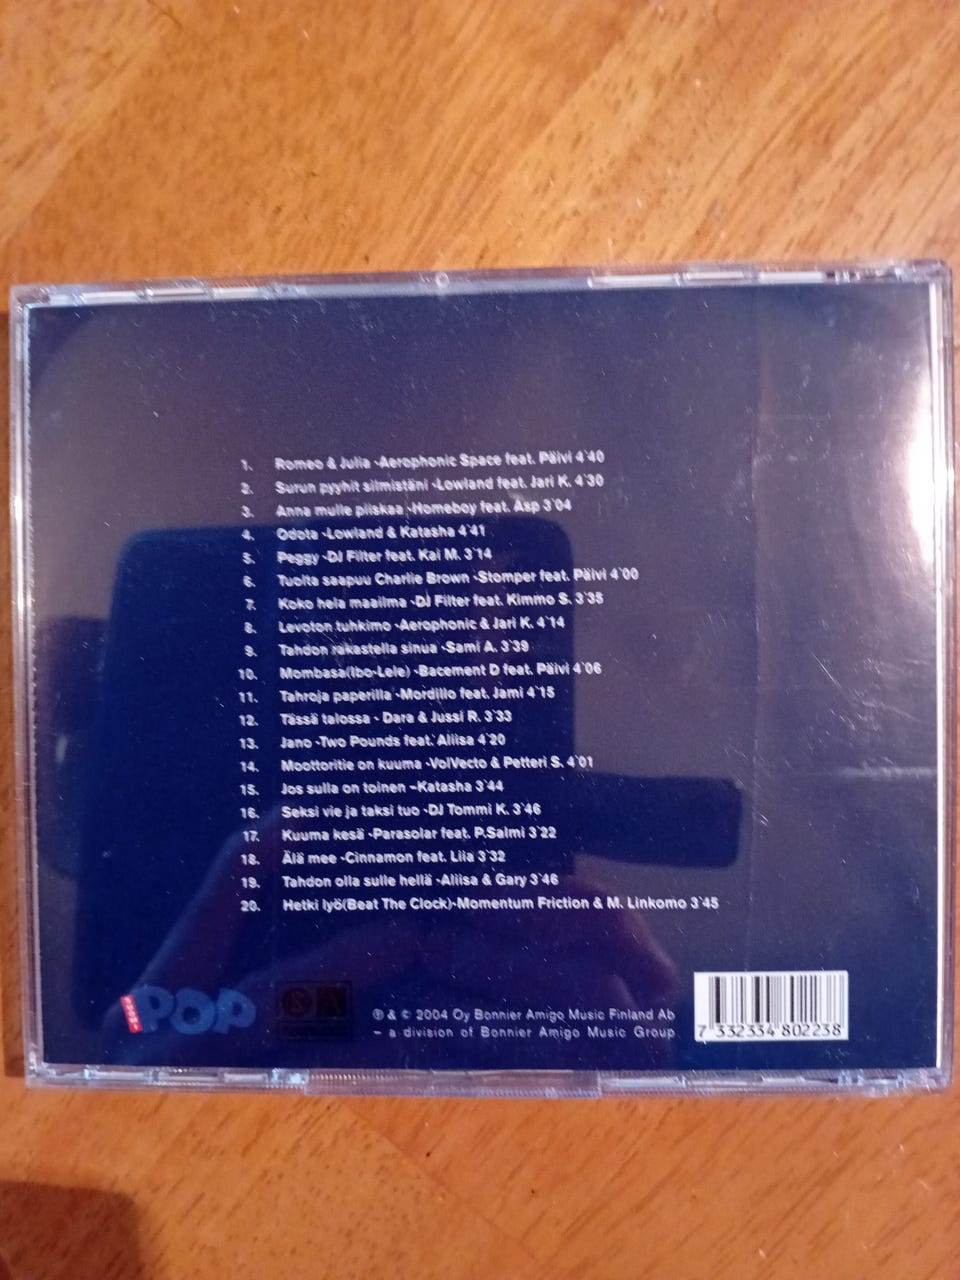 1. Romeo & Julia -Aerophonic Space feat. Päivi 4´40
2. Surun pyyhit silmistäni -Lowland feat. Jari K. 4´30
3. Anna mulle piiskaa -Homeboy feat. Asp 3´04
4. Odota -Lowland & Katasha 4´41
5. Peggy -DJ Filter feat. Kai M. 3´14
6. Tuolta saapuu Charlie Brown -Stomper feat. Päivi 4´00
7. Koko hela maailma -DJ Filter feat. Kimmo S. 3´35
8. Levoton tuhkimo -Aerophonic & Jari K. 4´14
9. Tahdon rakastella sinua -Sami A. 3´39
10. Mombasa(Ibo-Lele) -Bacement D feat. Päivi 4´06
11. Tahroja paperilla -Mordillo feat. Jami 4´15
12. Tässä talossa - Dara & Jussi R. 3´33
13. Jano -Two Pounds feat. Aliisa 4´20
14. Moottoritie on kuuma -VolVecto & Petteri S. 4´01
15. Jos sulla on toinen –Katasha 3´44
16. Seksi vie ja taksi tuo -DJ Tommi K. 3´46
17. Kuuma kesä -Parasolar feat. P.Salmi 3´22
18. Älä mee -Cinnamon feat. Liia 3´32
19. Tahdon olla sulle hellä -Aliisa & Gary 3´46
20. Hetki lyö(Beat The Clock)-Momentum Friction & M. Linkomo 3´45
POP
℗ & © 2004 Oy Bonnier Amigo Music Finland Ab
– a division of Bonnier Amigo Music Group
7 332334 802238